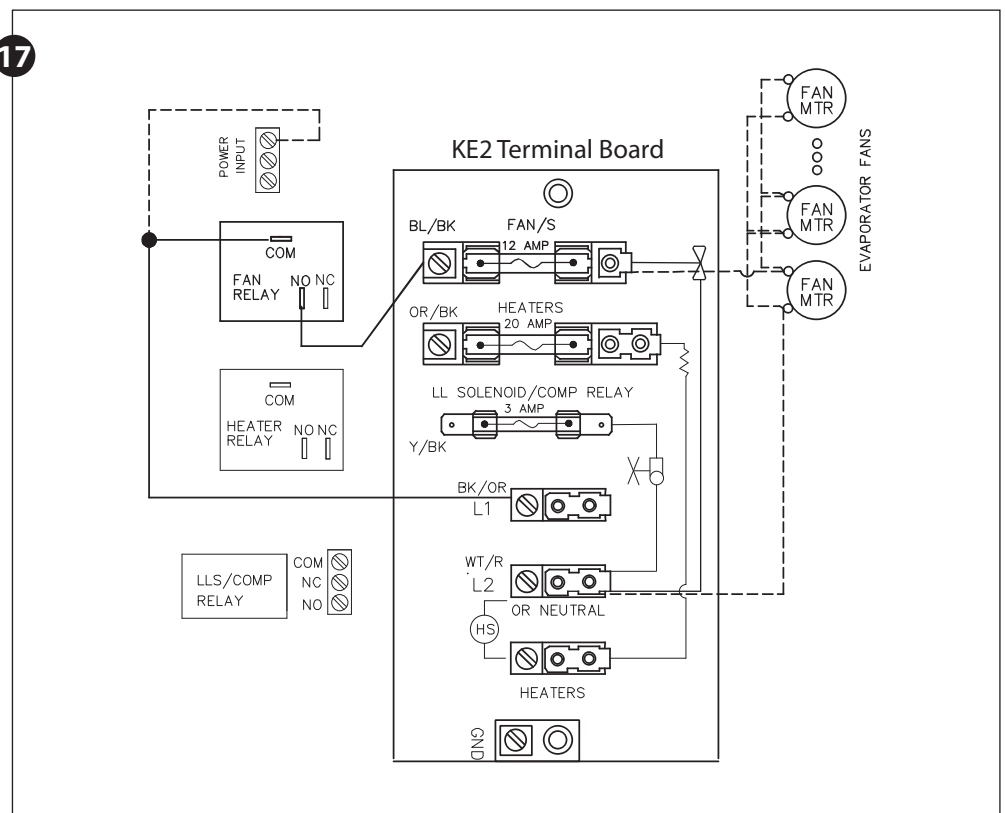 17
POWER
INPUT
KE2 Terminal Board
FAN
MTR
FAN
MTR
FAN
MTR
EVAPORATOR FANS
COM
FAN
RELAY
NO NC
BL/BK
FAN/S
12 AMP
OR/BK
HEATERS
20 AMP
COM
HEATER
RELAY
NO NC
LL SOLENOID/COMP RELAY
3 AMP
Y/BK
BK/OR
L1
LLS/COMP
RELAY
COM
NC
NO
WT/R
L2
OR NEUTRAL
HS
HEATERS
GND